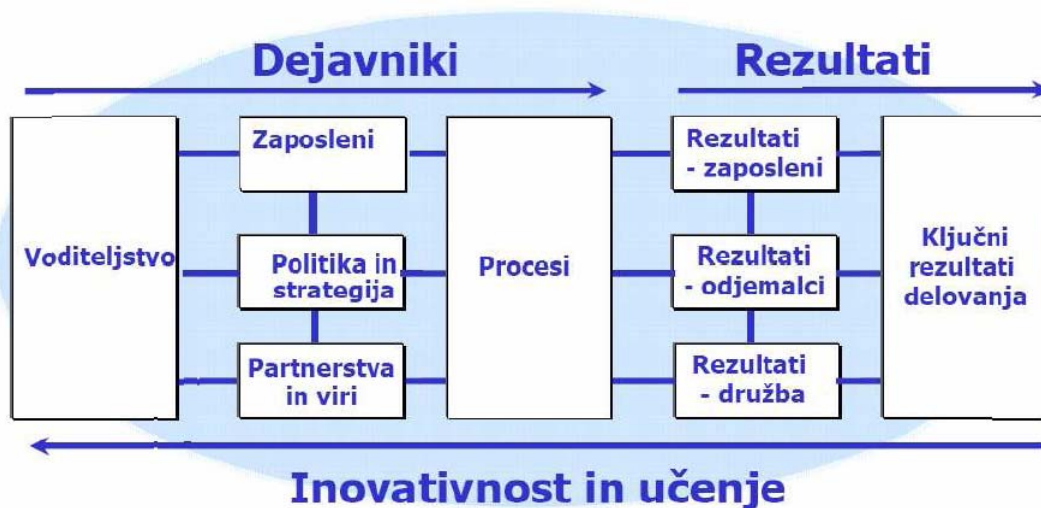 Dejavniki
Rezultati
Voditeljstvo
Zaposleni
Politika in
strategija
Partnerstva
in viri
Procesi
Rezultati
- zaposleni
Rezultati
- odjemalci
Rezultati
- družba
Ključni
rezultati
delovanja
Inovativnost in učenje